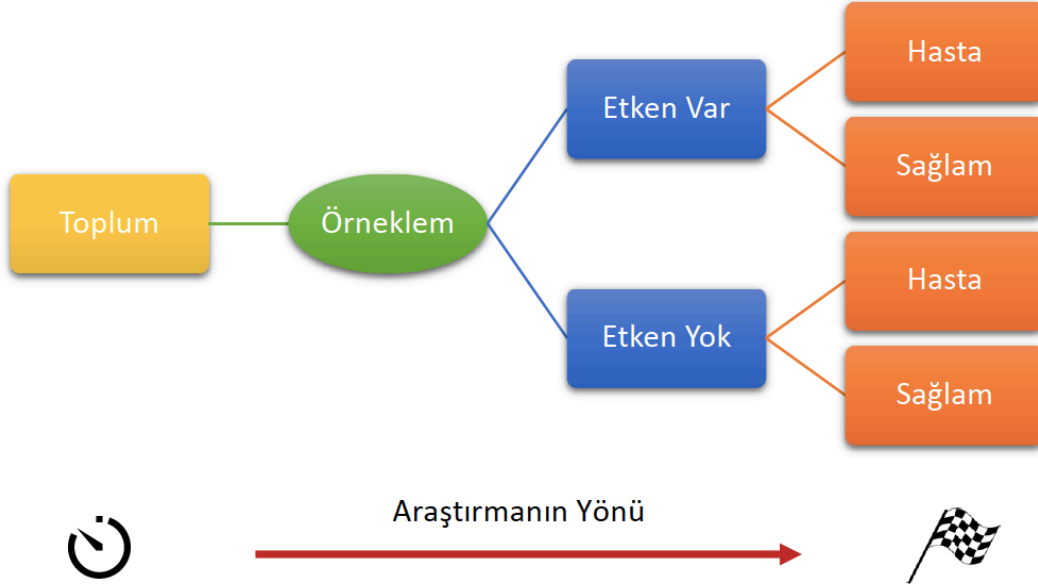 Toplum
Örneklem
Etken Var
Etken Yok
Hasta
Sağlam
Hasta
Sağlam
Araştırmanın Yönü